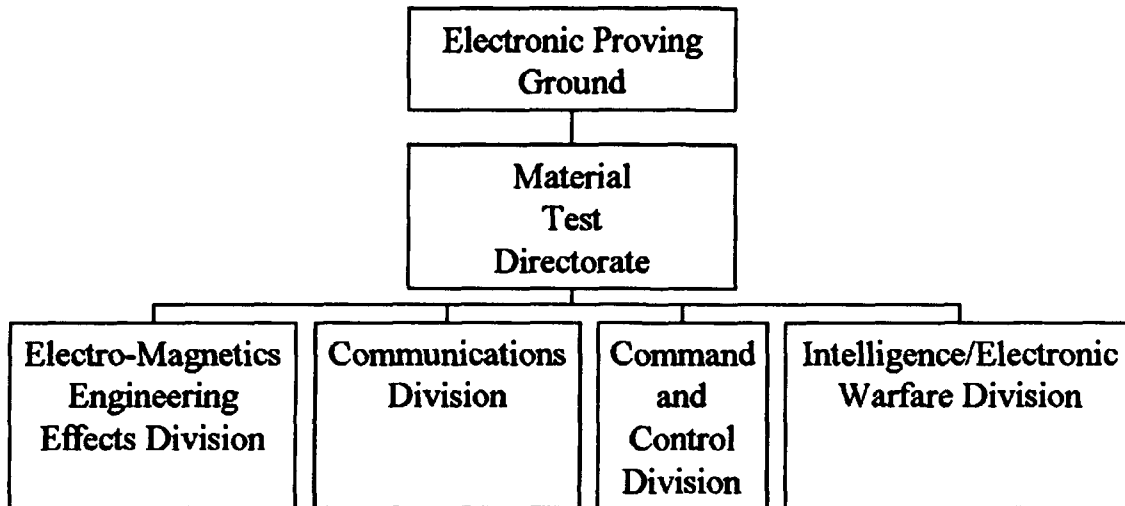 Electronic Proving
Ground
Material
Test
Directorate
Electro-Magnetics
Engineering
Effects Division
Communications
Division
Command
and
Control
Division
Intelligence/Electronic
Warfare Division